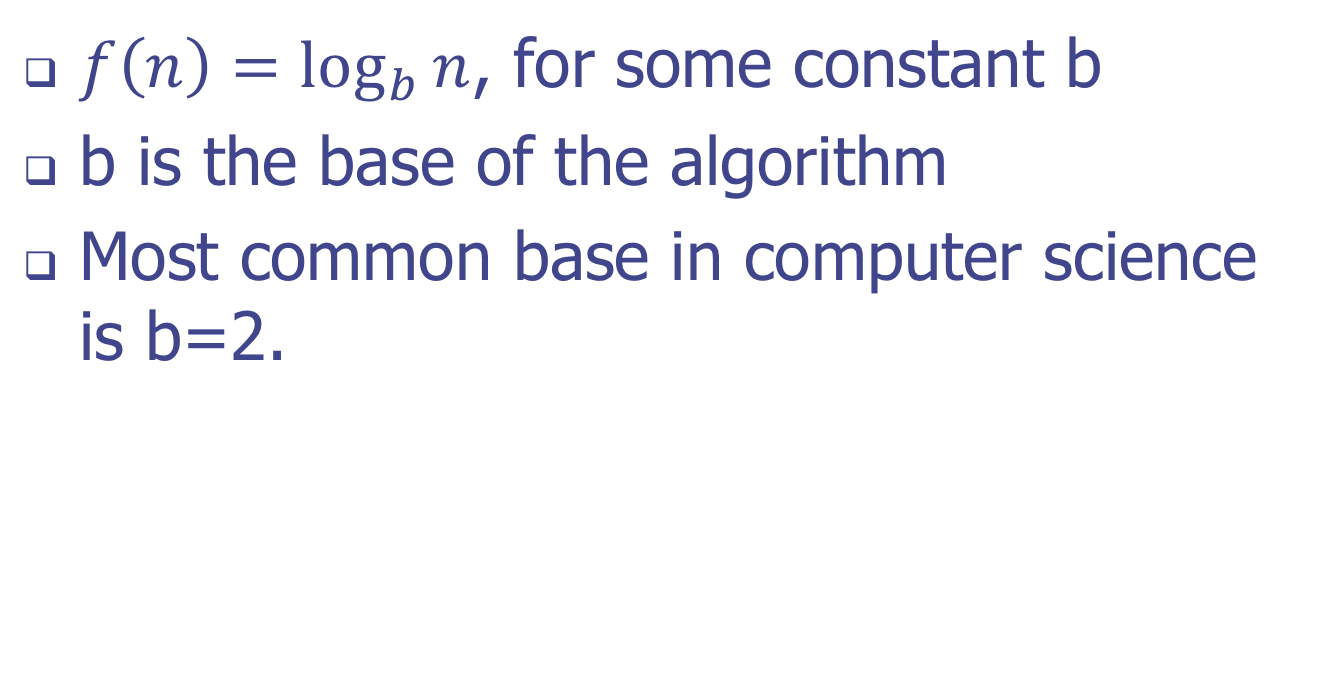 ❑ f(n) = log_b n, for some constant b
❑ b is the base of the algorithm
❑ Most common base in computer science
is b=2.